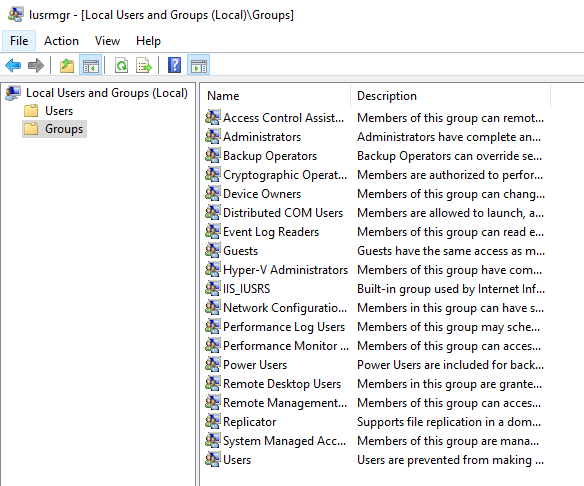 lusrmgr - [Local Users and Groups (Local)\Groups]
File Action View Help
Local Users and Groups (Local)
Users
Groups
Name Description
Access Control Assist... Members of this group can remot...
Administrators Administrators have complete an...
Backup Operators Backup Operators can override se...
Cryptographic Operat... Members are authorized to perfor...
Device Owners Members of this group can chang...
Distributed COM Users Members are allowed to launch, a...
Event Log Readers Members of this group can read e...
Guests Guests have the same access as m...
Hyper-V Administrators Members of this group have com...
IIS_IUSRS Built-in group used by Internet Inf...
Network Configuratio... Members in this group can have s...
Performance Log Users Members of this group may sche...
Performance Monitor ... Members of this group can acces...
Power Users Power Users are included for back...
Remote Desktop Users Members in this group are grante...
Remote Management... Members of this group can acces...
Replicator Supports file replication in a dom...
System Managed Acc... Members of this group are mana...
Users Users are prevented from making ...